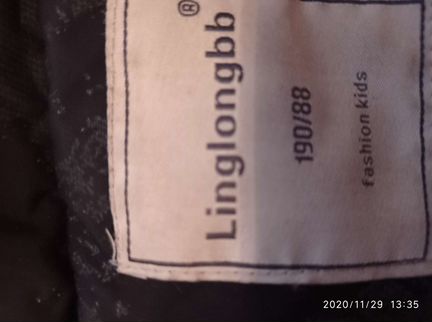 Linglongbb®
190/88
fashion kids
2020/11/29 13:35